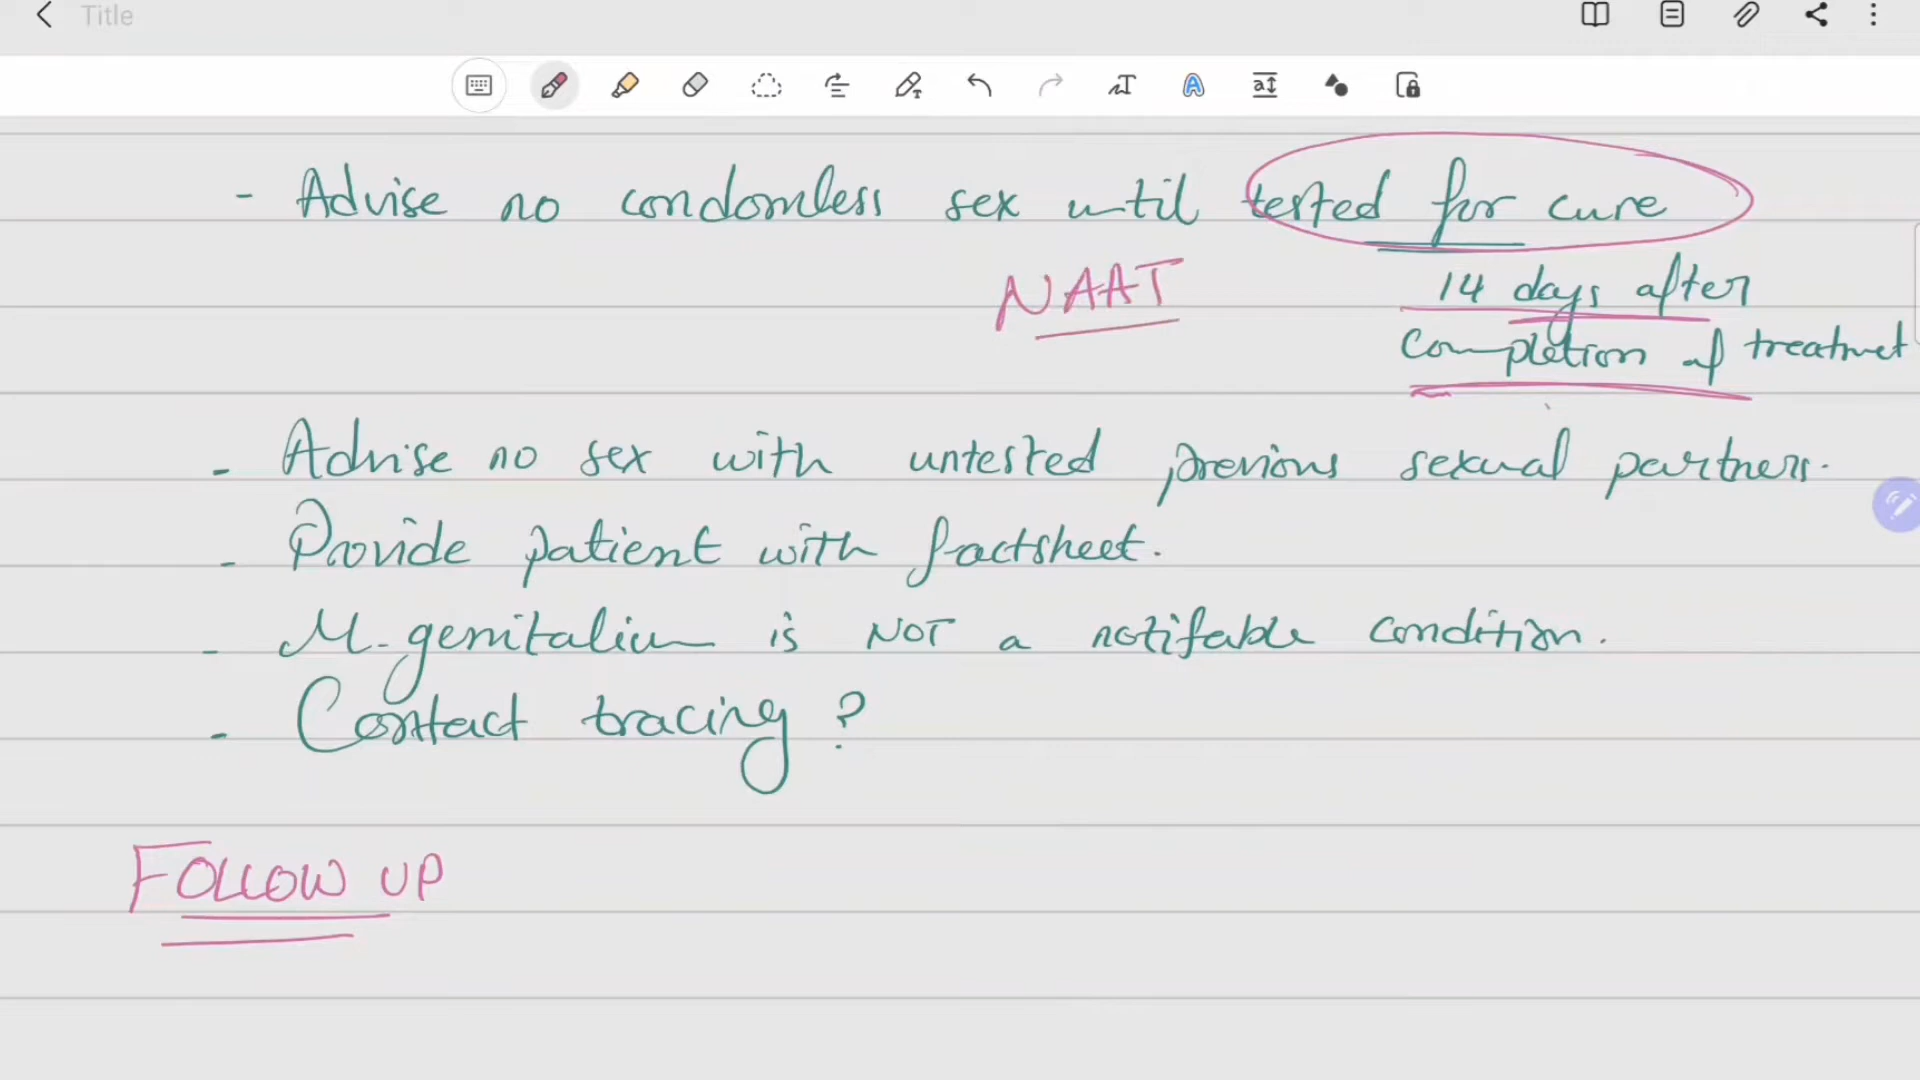 Title
- Advise no condomless sex until tested for cure
NAAT
14 days after
completion of treatmet
- Advise no sex with untested previous sexual partners.
- Provide patient with factsheet.
- M-genitalium is NOT a notifable condition.
- Contact tracing ?
FOLLOW UP